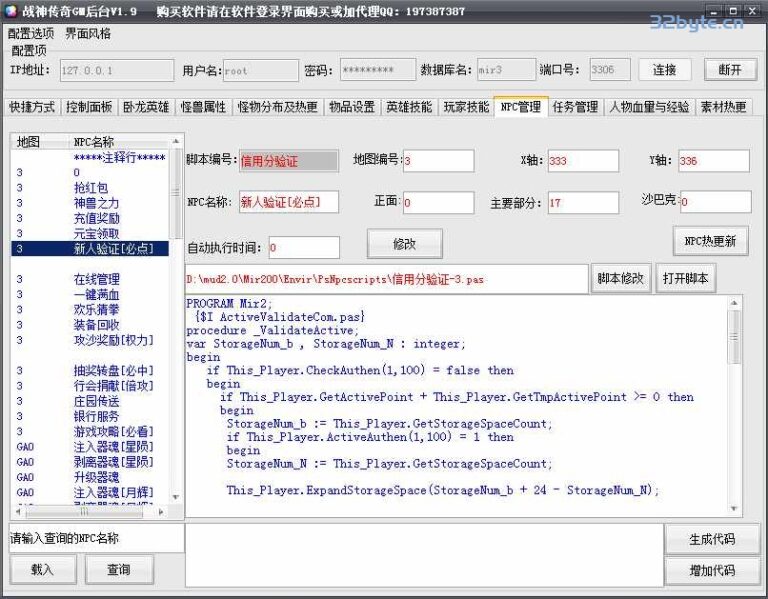 战神传奇GM后台V1.9 购买软件请在软件登录界面购买或加代理QQ：197387387
32byte.cn
配置选项 界面风格
配置项
IP地址: 127.0.0.1 用户名: root 密码: ********* 数据库名: mir3 端口号: 3306 连接 断开
快捷方式 控制面板 卧龙英雄 怪兽属性 怪物分布及热更 物品设置 英雄技能 玩家技能 NPC管理 任务管理 人物血量与经验 素材热更
地图 NPC名称
*****注释行*****
3 0
3 抢红包
3 神兽之力
3 充值奖励
3 元宝领取
3 新人验证[必点]
3 在线管理
3 一键满血
3 欢乐猜拳
3 装备回收
3 攻沙奖励[权力]
3 抽奖转盘[必中]
3 行会捐献[倍攻]
3 庄园传送
3 银行服务
3 游戏攻略[必看]
GA0 注入器魂[星陨]
GA0 剥离器魂[星陨]
GA0 升级器魂
GA0 注入器魂[月辉]
请输入查询的NPC名称
载入 查询
脚本编号: 信用分验证 地图编号: 3 X轴: 333 Y轴: 336
NPC名称: 新人验证[必点] 正面: 0 主要部分: 17 沙巴克: 0
自动执行时间: 0 修改 NPC热更新
D:\mud2.0\Mir200\Envir\PsNpcscripts\信用分验证-3.pas 脚本修改 打开脚本
PROGRAM Mir2;
{$I ActiveValidateCom.pas}
procedure _ValidateActive;
var StorageNum_b , StorageNum_N : integer;
begin
if This_Player.CheckAuthen(1,100) = false then
begin
if This_Player.GetActivePoint + This_Player.GetTmpActivePoint >= 0 then
begin
StorageNum_b := This_Player.GetStorageSpaceCount;
if This_Player.ActiveAuthen(1,100) = 1 then
begin
StorageNum_N := This_Player.GetStorageSpaceCount;
This_Player.ExpandStorageSpace(StorageNum_b + 24 - StorageNum_N);
生成代码
增加代码